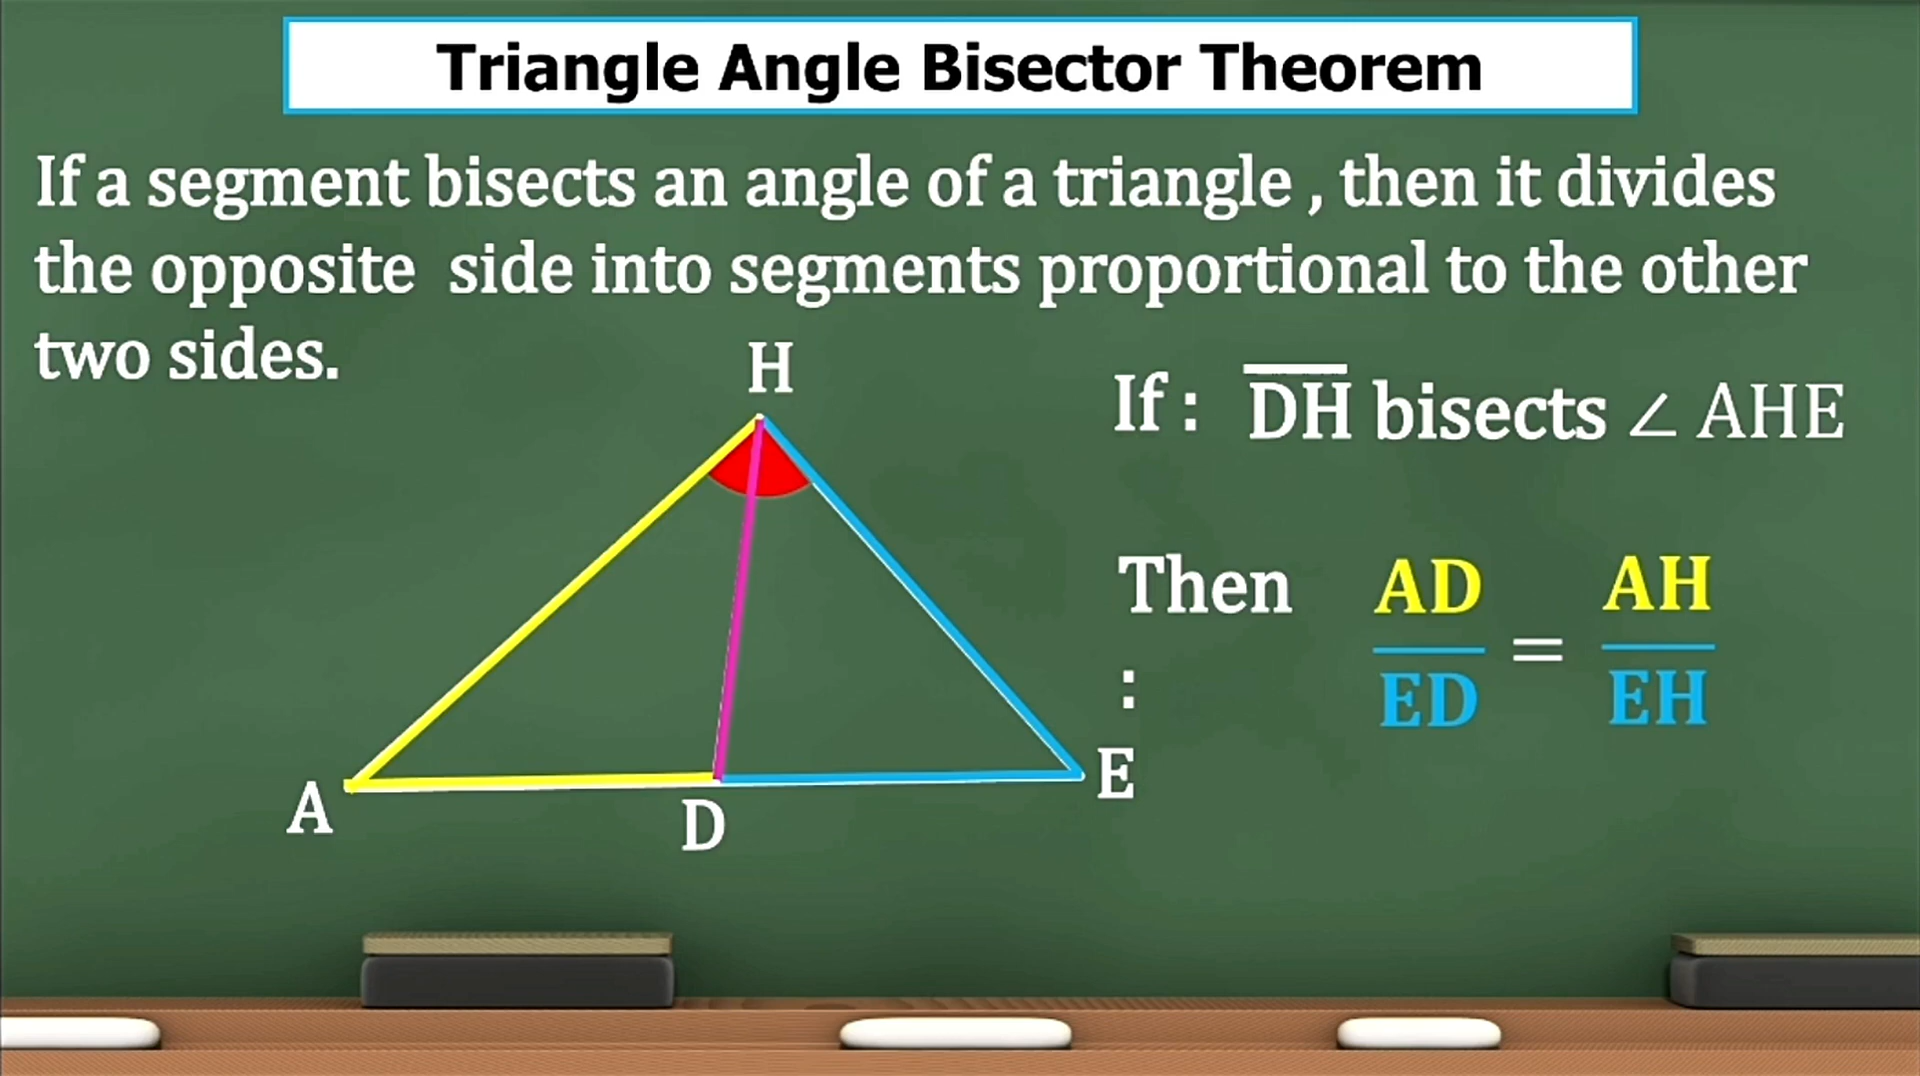 Triangle Angle Bisector Theorem
If a segment bisects an angle of a triangle , then it divides
the opposite side into segments proportional to the other
two sides.
H
If : D̅H̅ bisects ∠ AHE
Then :
AD/ED = AH/EH
A
D
E